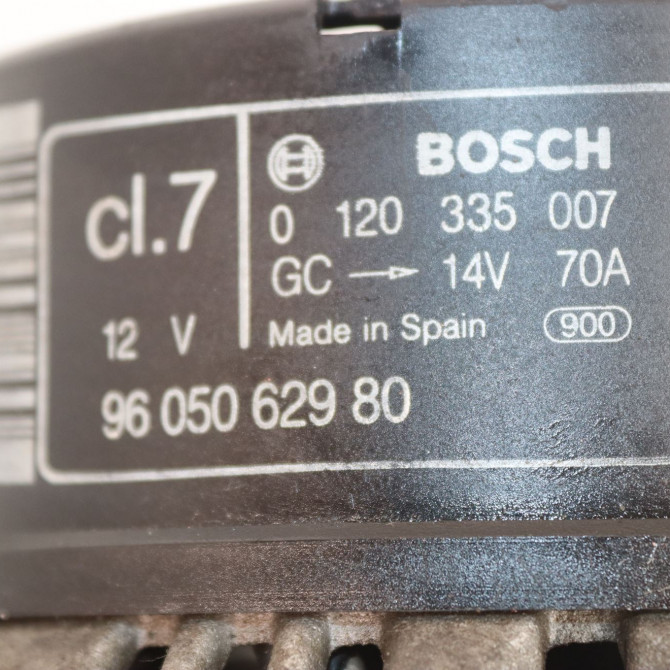 cl.7
12 V
BOSCH
0 120 335 007
GC → 14V 70A
Made in Spain 900
96 050 629 80